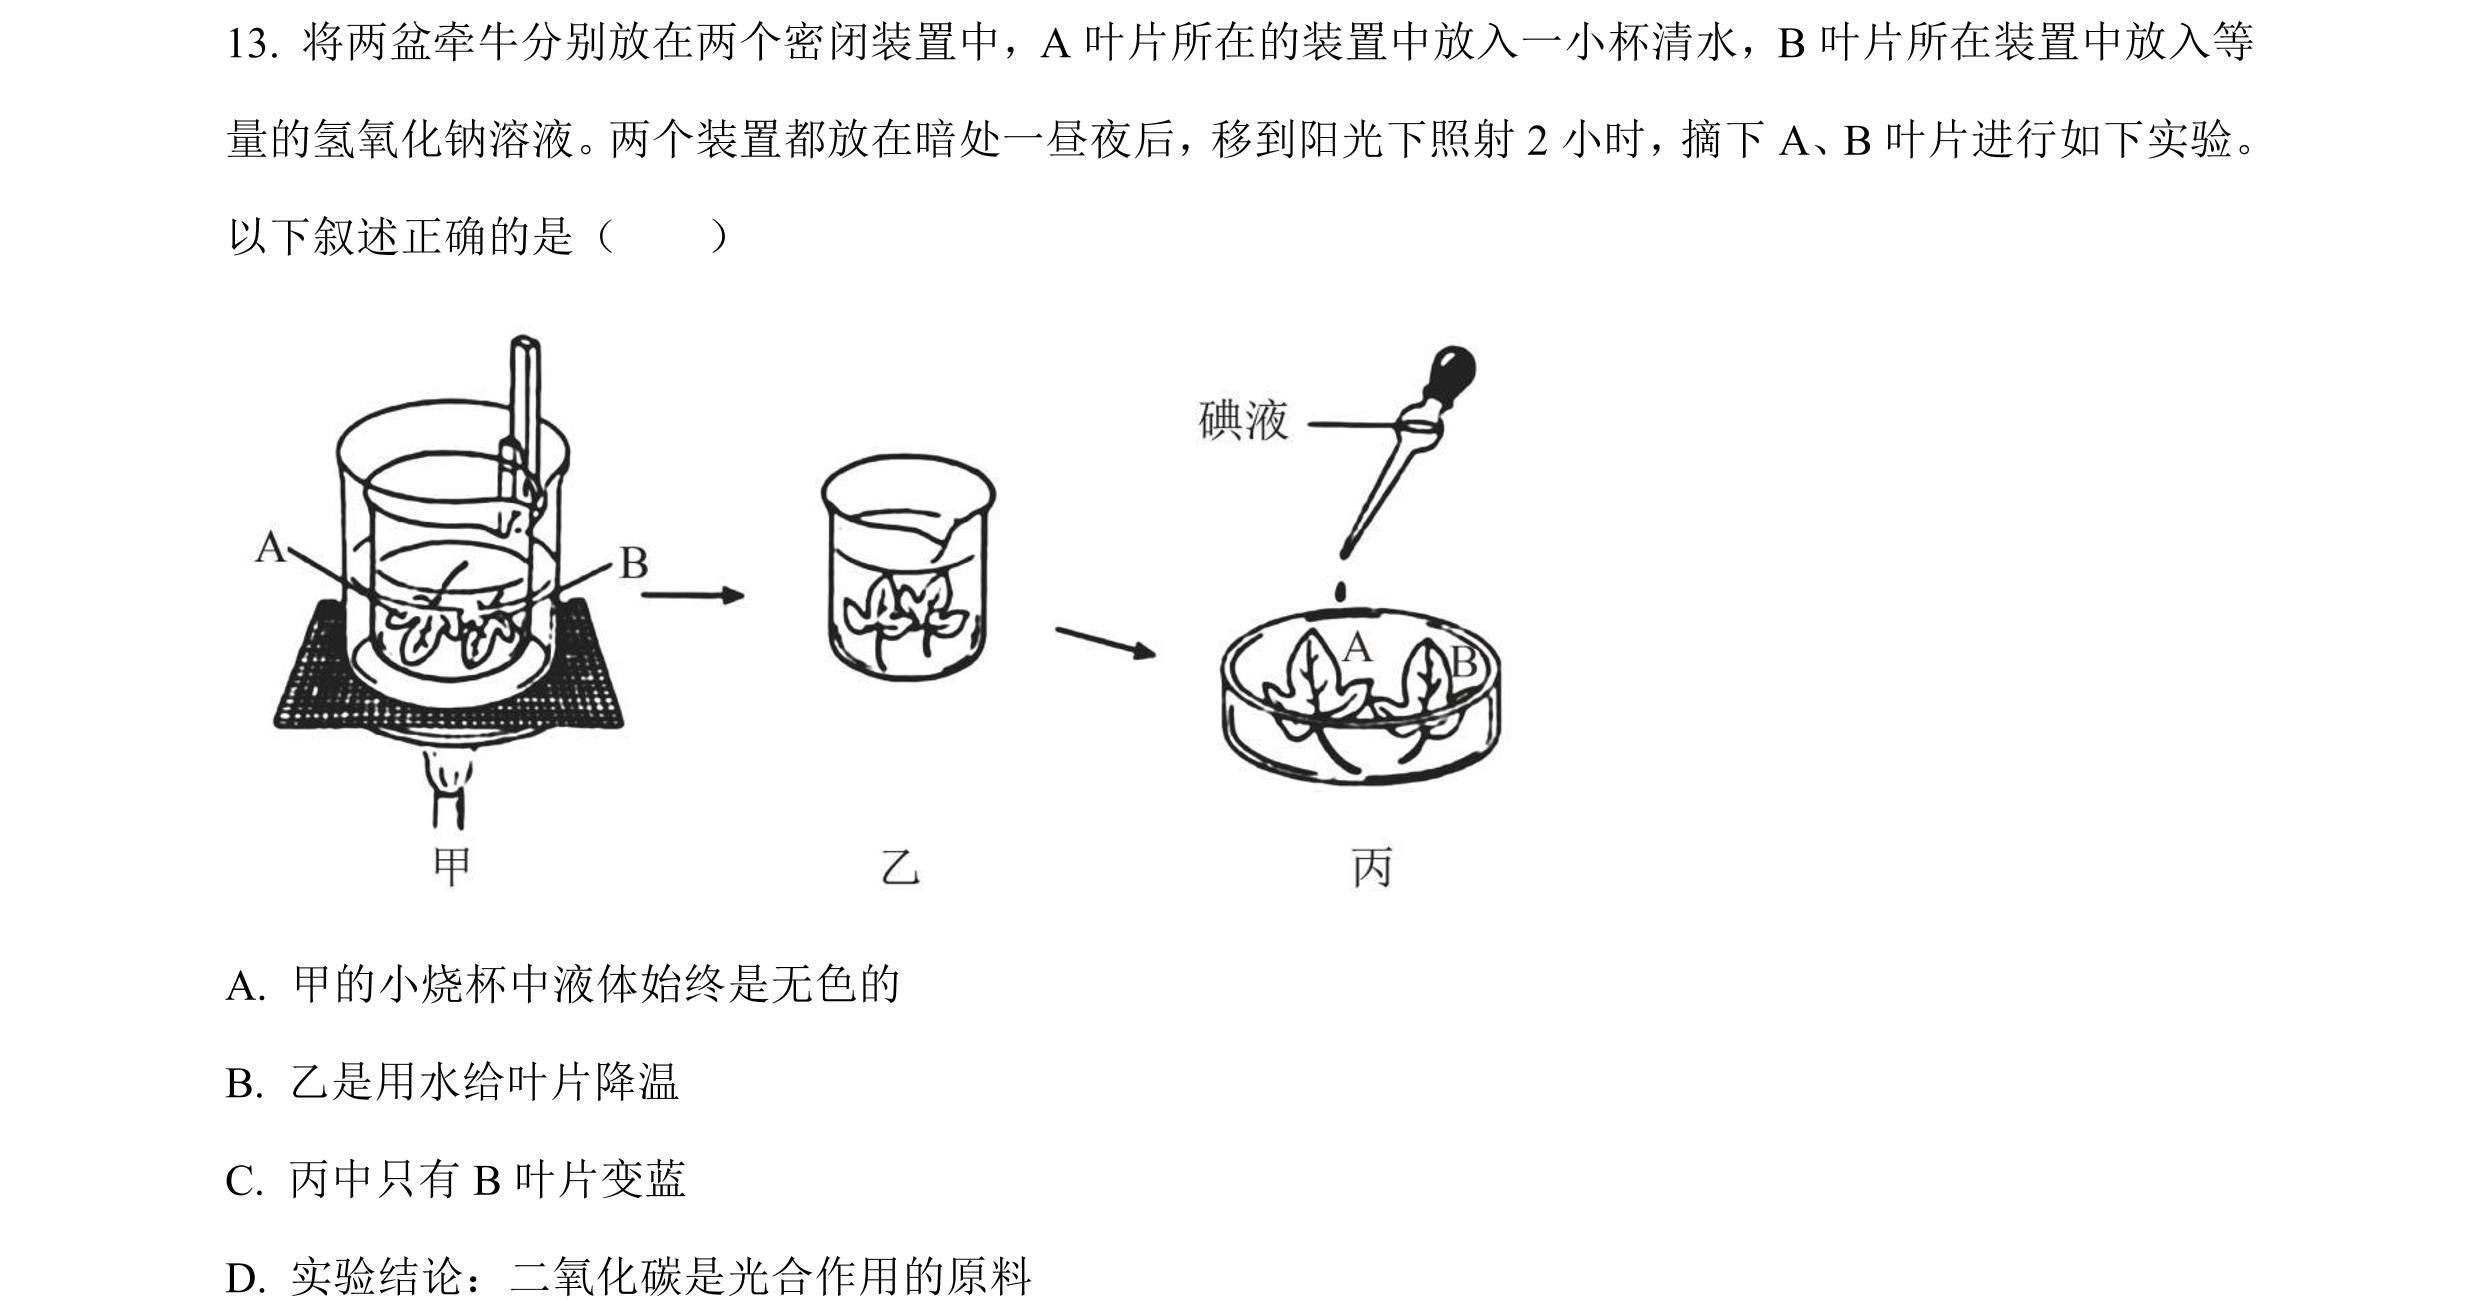 13. 将两盆牵牛分别放在两个密闭装置中，A 叶片所在的装置中放入一小杯清水，B 叶片所在装置中放入等
量的氢氧化钠溶液。两个装置都放在暗处一昼夜后，移到阳光下照射 2 小时，摘下 A、B 叶片进行如下实验。
以下叙述正确的是（　　）
碘液
A
B
A
B
甲
乙
丙
A. 甲的小烧杯中液体始终是无色的
B. 乙是用水给叶片降温
C. 丙中只有 B 叶片变蓝
D. 实验结论：二氧化碳是光合作用的原料